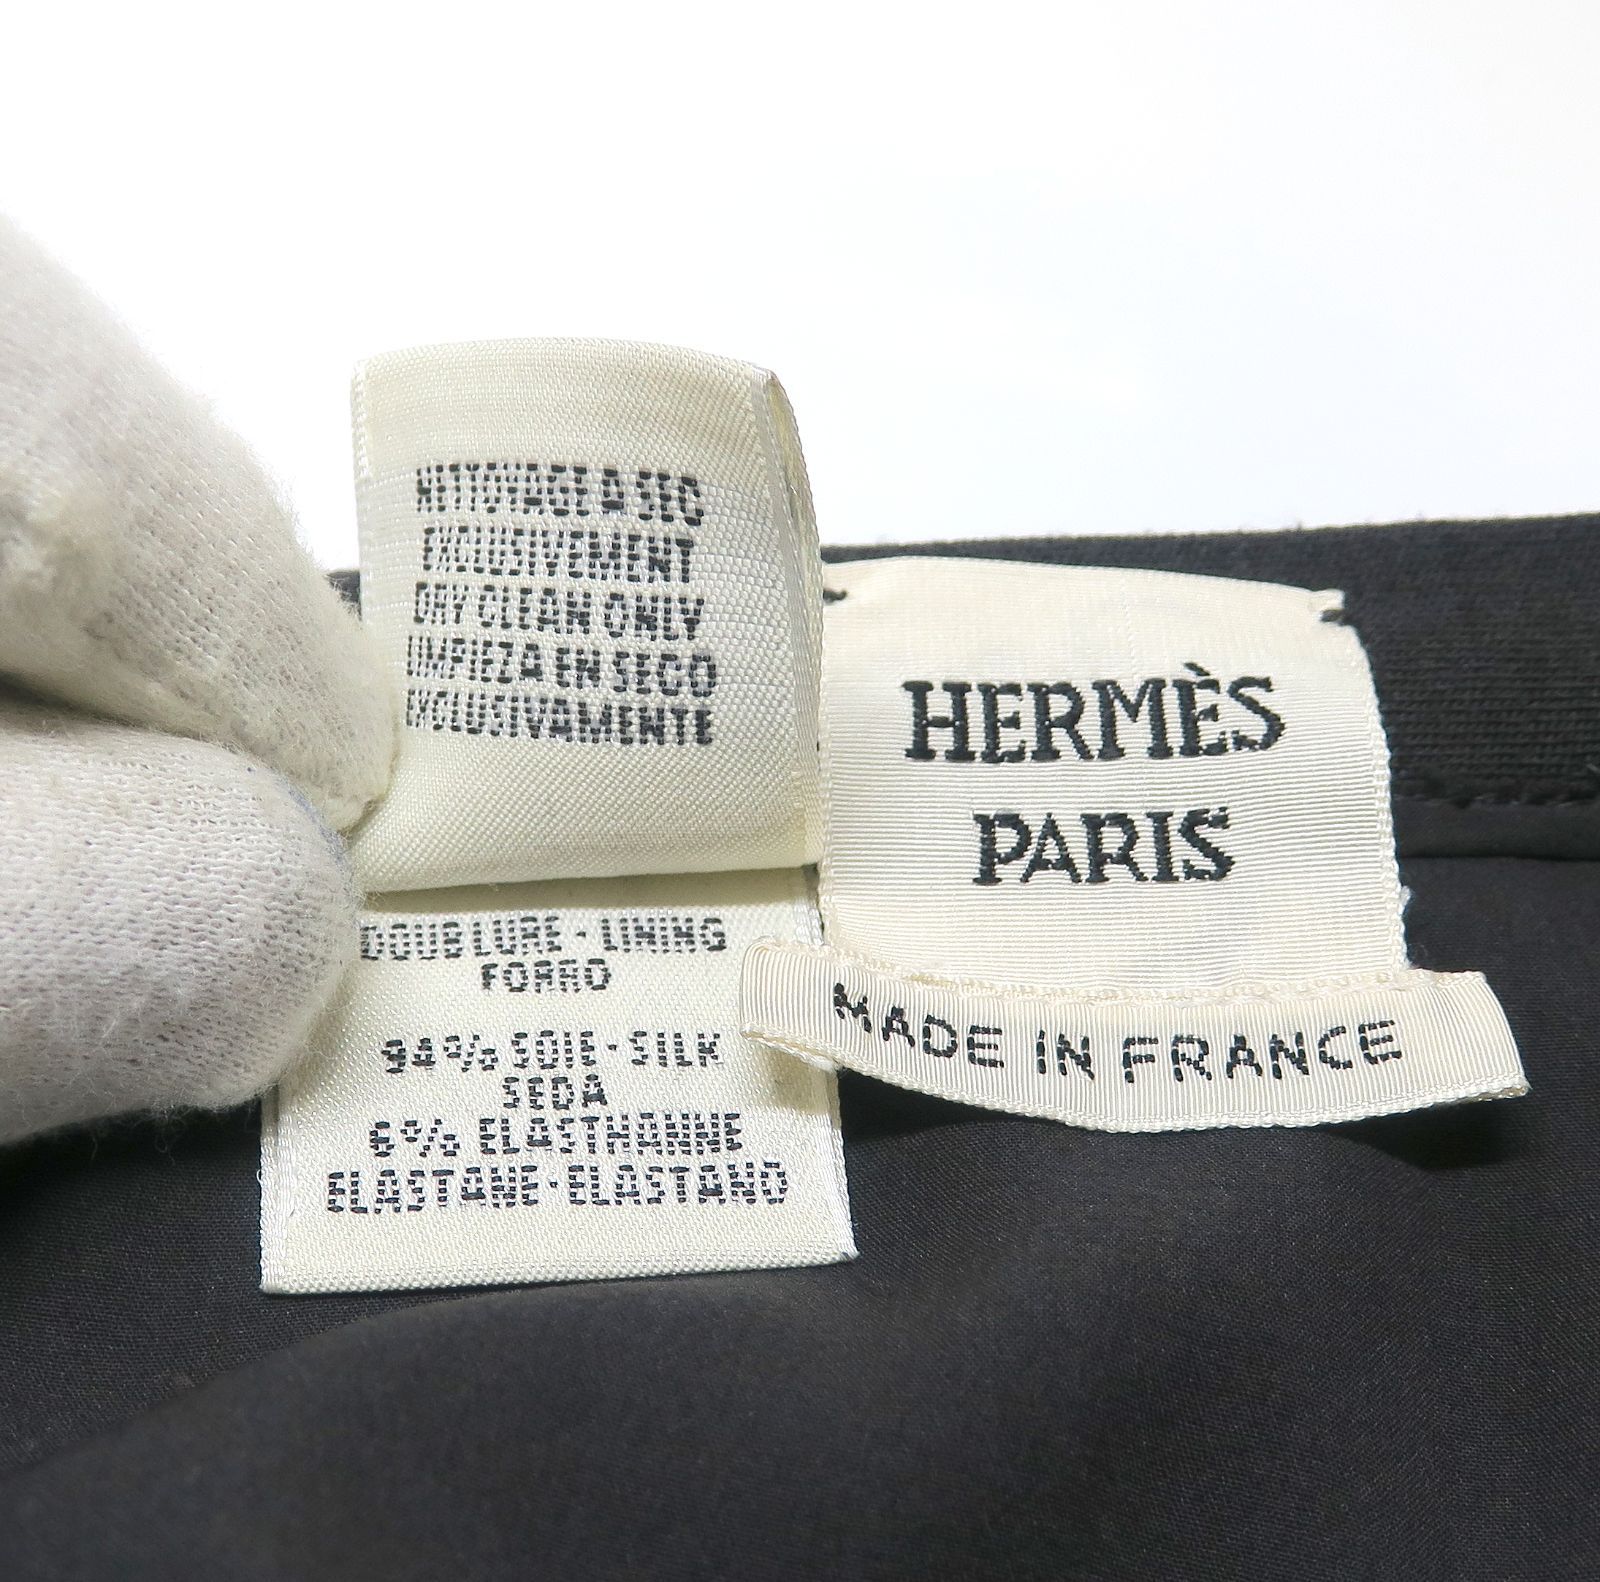 NETTOYAGE A SEC
EXCLUSIVEMENT
DRY CLEAN ONLY
LIMPIEZA EN SECO
EXCLUSIVAMENTE
DOUBLURE - LINING
FORRO
94% SOIE - SILK
SEDA
6% ELASTHANNE
ELASTANE - ELASTANO
HERMÈS
PARIS
MADE IN FRANCE